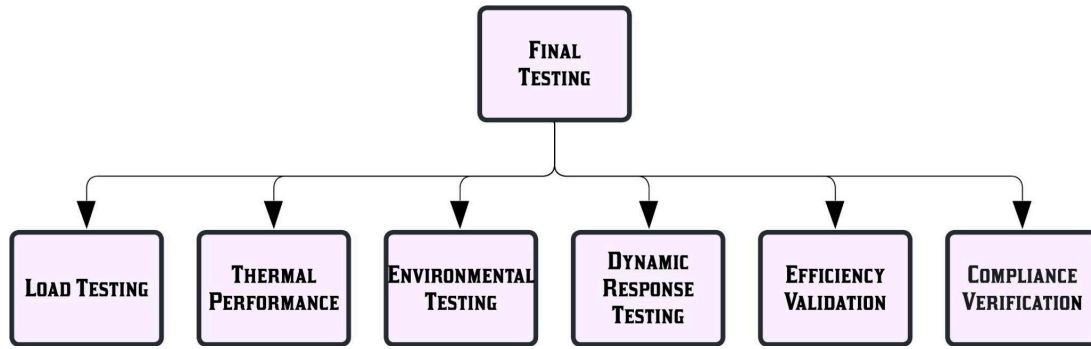 FINAL
TESTING
LOAD TESTING
THERMAL
PERFORMANCE
ENVIRONMENTAL
TESTING
DYNAMIC
RESPONSE
TESTING
EFFICIENCY
VALIDATION
COMPLIANCE
VERIFICATION